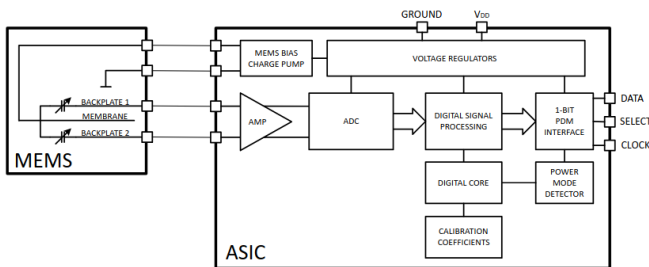 GROUND
VDD
MEMS BIAS
CHARGE PUMP
VOLTAGE REGULATORS
BACKPLATE 1
MEMBRANE
BACKPLATE 2
MEMS
AMP
ADC
DIGITAL SIGNAL
PROCESSING
1-BIT
PDM
INTERFACE
DATA
SELECT
CLOCK
DIGITAL CORE
POWER
MODE
DETECTOR
CALIBRATION
COEFFICIENTS
ASIC